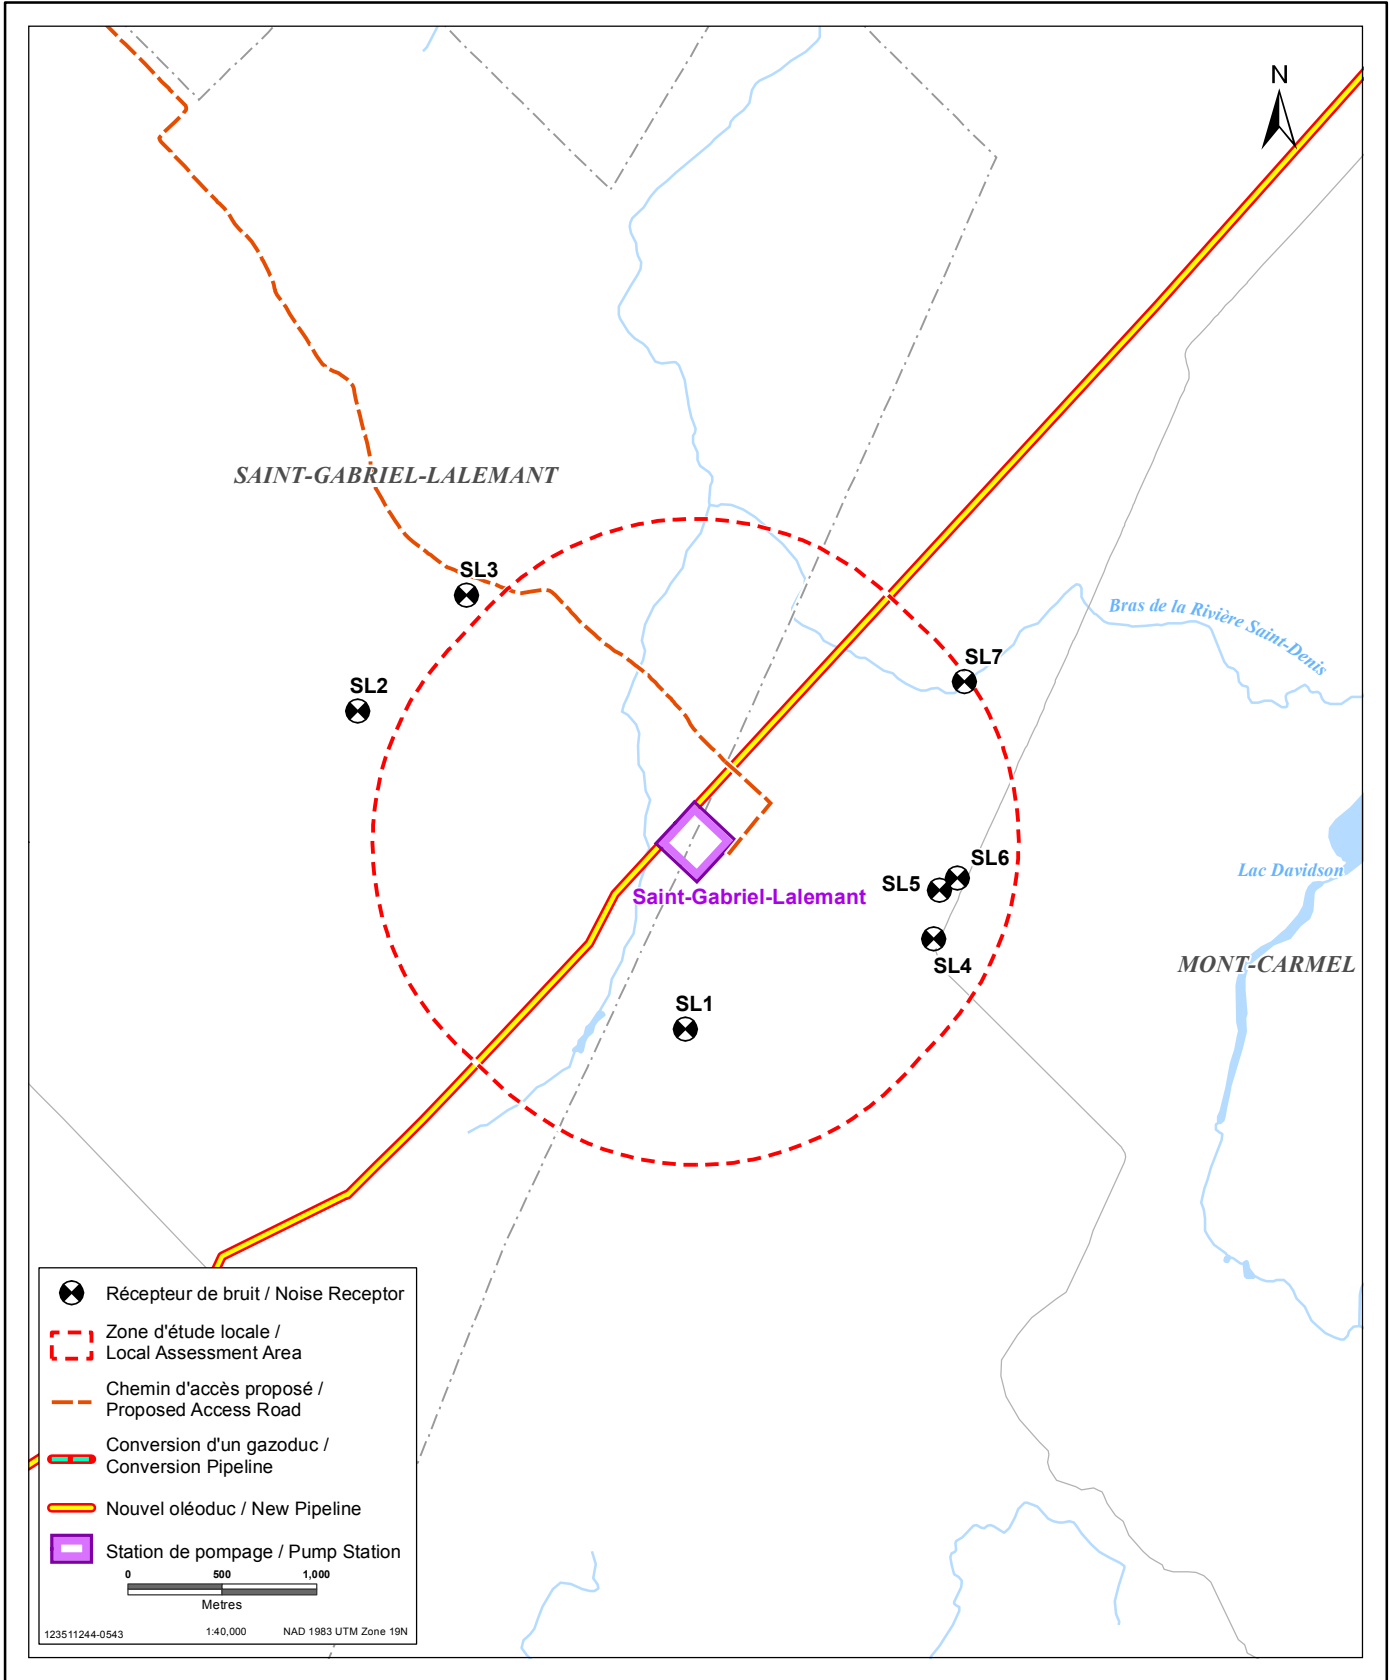 N
SAINT-GABRIEL-LALEMANT
SL3
Bras de la Rivière Saint-Denis
SL7
SL2
SL6
SL5
Lac Davidson
Saint-Gabriel-Lalemant
SL4
MONT-CARMEL
SL1
Récepteur de bruit / Noise Receptor
Zone d'étude locale /
Local Assessment Area
Chemin d'accès proposé /
Proposed Access Road
Conversion d'un gazoduc /
Conversion Pipeline
Nouvel oléoduc / New Pipeline
Station de pompage / Pump Station
0 500 1,000
Metres
123511244-0543 1:40,000 NAD 1983 UTM Zone 19N